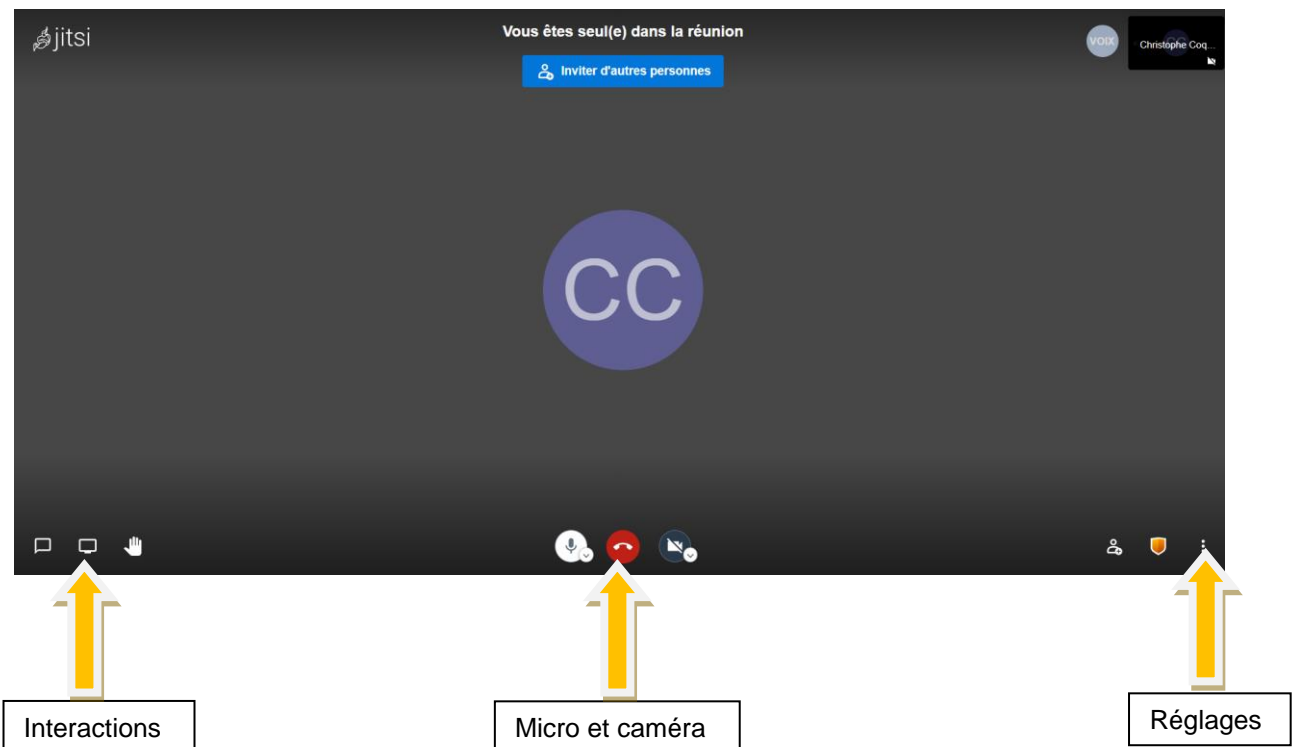 jitsi
Vous êtes seul(e) dans la réunion
Inviter d'autres personnes
VOIX
CC
Christophe Coq...
CC
Interactions
Micro et caméra
Réglages